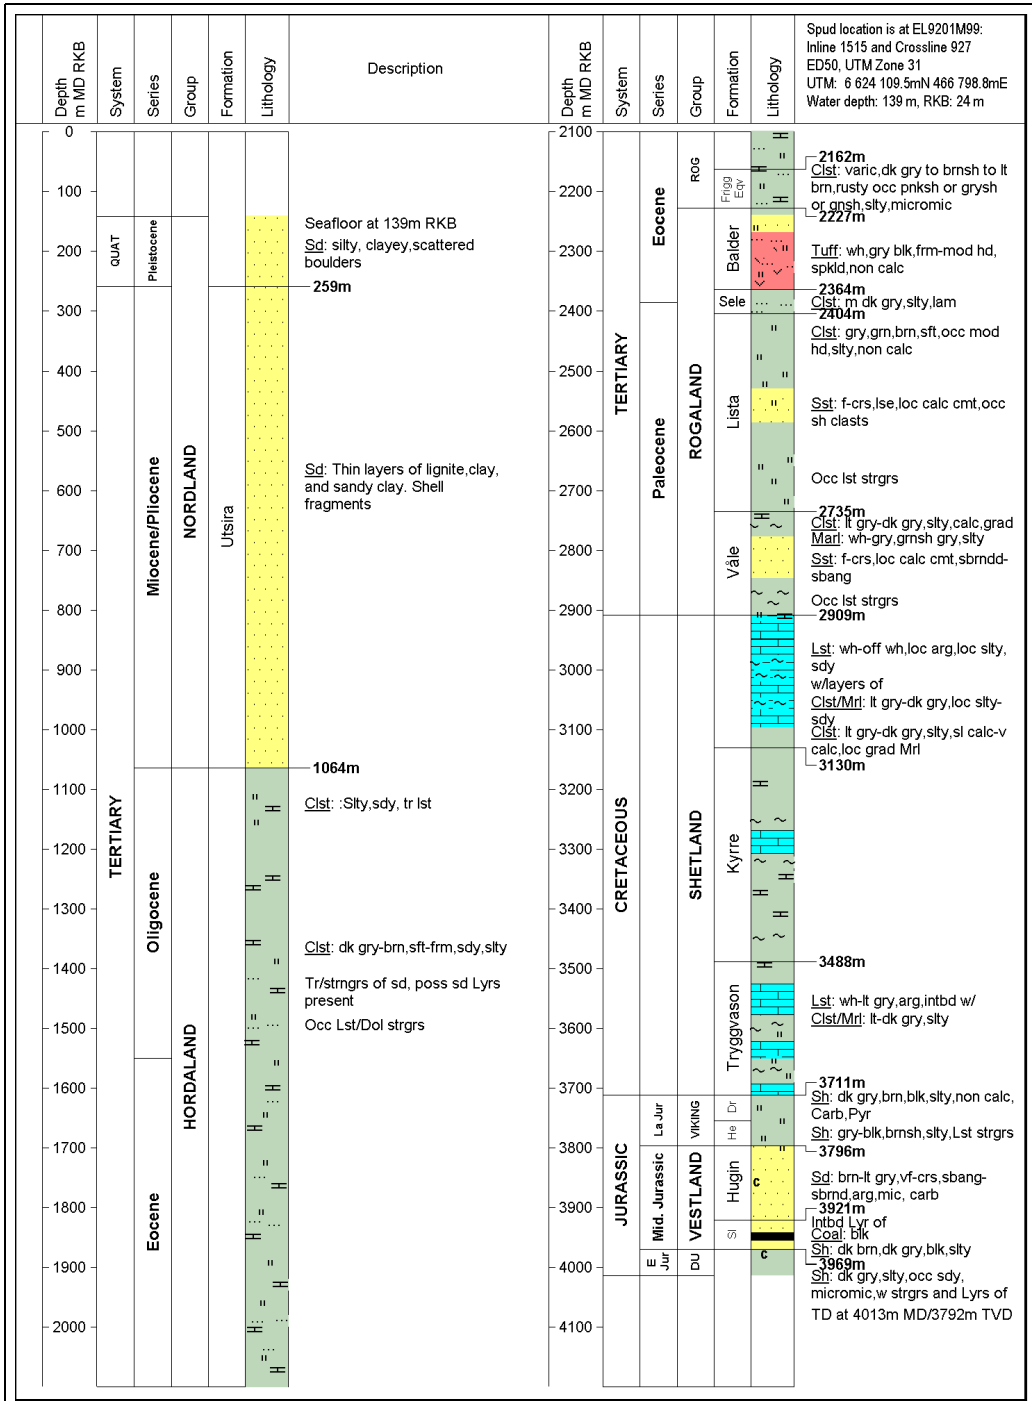 Depth
m MD RKB
System
Series
Group
Formation
Lithology
Description
0
100
200
300
400
500
600
700
800
900
1000
1100
1200
1300
1400
1500
1600
1700
1800
1900
2000
QUAT
TERTIARY
Pleistocene
Miocene/Pliocene
Oligocene
Eocene
NORDLAND
HORDALAND
Utsira
Seafloor at 139m RKB
Sd: silty, clayey,scattered
boulders
259m
Sd: Thin layers of lignite,clay,
and sandy clay. Shell
fragments
1064m
Clst: :Slty,sdy, tr lst
Clst: dk gry-brn,sft-frm,sdy,slty
Tr/strngrs of sd, poss sd Lyrs
present
Occ Lst/Dol strgrs
Depth
m MD RKB
System
Series
Group
Formation
Lithology
Spud location is at EL9201M99:
Inline 1515 and Crossline 927
ED50, UTM Zone 31
UTM: 6 624 109.5mN 466 798.8mE
Water depth: 139 m, RKB: 24 m
2100
2200
2300
2400
2500
2600
2700
2800
2900
3000
3100
3200
3300
3400
3500
3600
3700
3800
3900
4000
4100
TERTIARY
CRETACEOUS
JURASSIC
Eocene
Paleocene
La Jur
Mid. Jurassic
E
Jur
ROG
ROGALAND
SHETLAND
VIKING
VESTLAND
DU
Frigg
Eqv
Balder
Sele
Lista
Våle
Kyrre
Tryggvason
Dr
He
Hugin
Sl
c
c
2162m
Clst: varic,dk gry to brnsh to lt
brn,rusty occ pnksh or grysh
or gnsh,slty,micromic
2227m
Tuff: wh,gry blk,frm-mod hd,
spkld,non calc
2364m
Clst: m dk gry,slty,lam
2404m
Clst: gry,grn,brn,sft,occ mod
hd,slty,non calc
Sst: f-crs,lse,loc calc cmt,occ
sh clasts
Occ lst strgrs
2735m
Clst: lt gry-dk gry,slty,calc,grad
Marl: wh-gry,grnsh gry,slty
Sst: f-crs,loc calc cmt,sbrndd-
sbang
Occ lst strgrs
2909m
Lst: wh-off wh,loc arg,loc slty,
sdy
w/layers of
Clst/Mrl: lt gry-dk gry,loc slty-
sdy
Clst: lt gry-dk gry,slty,sl calc-v
calc,loc grad Mrl
3130m
3488m
Lst: wh-lt gry,arg,intbd w/
Clst/Mrl: lt-dk gry,slty
3711m
Sh: dk gry,brn,blk,slty,non calc,
Carb,Pyr
Sh: gry-blk,brnsh,slty,Lst strgrs
3796m
Sd: brn-lt gry,vf-crs,sbang-
sbrnd,arg,mic, carb
3921m
Intbd Lyr of
Coal: blk
Sh: dk brn,dk gry,blk,slty
3969m
Sh: dk gry,slty,occ sdy,
micromic,w strgrs and Lyrs of
TD at 4013m MD/3792m TVD